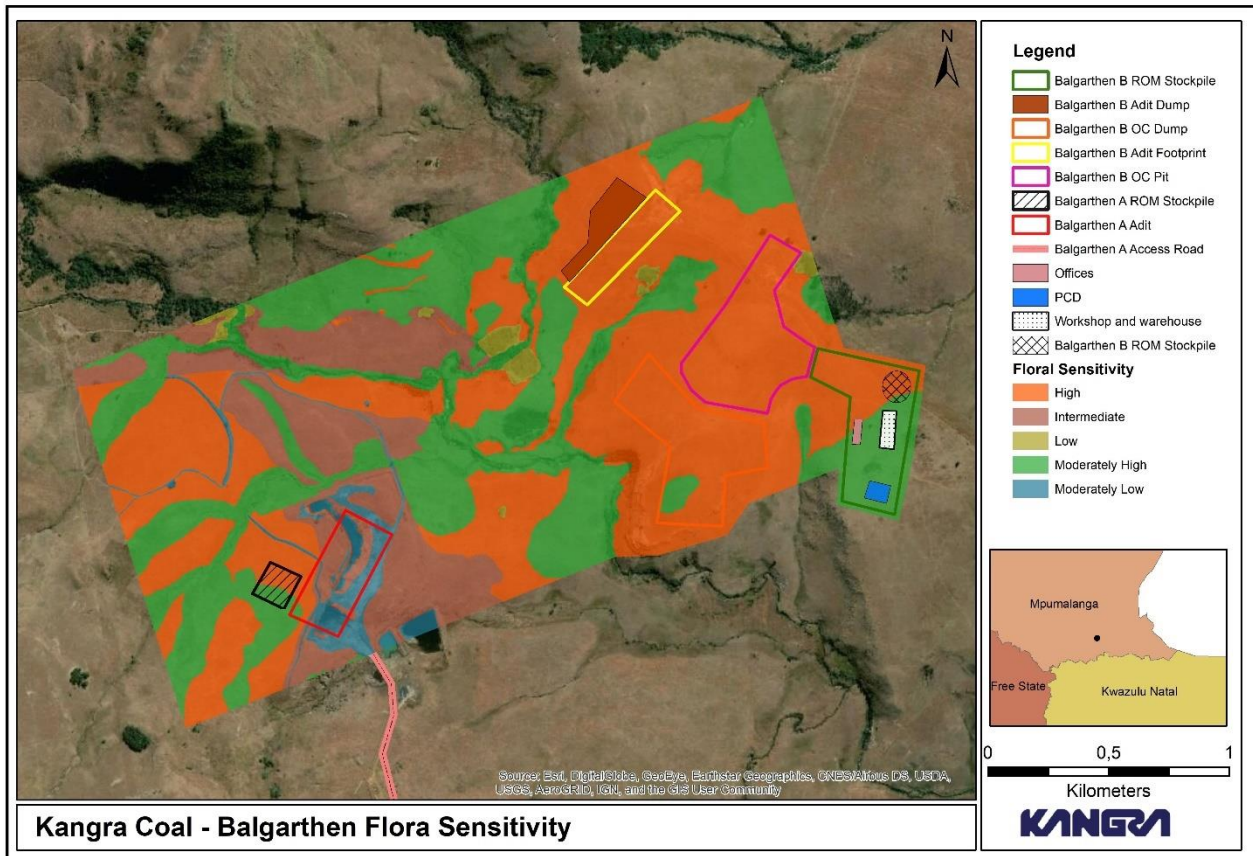 N
Source: Esri, DigitalGlobe, GeoEye, Earthstar Geographics, CNES/Airbus DS, USDA,
USGS, AeroGRID, IGN, and the GIS User Community
Kangra Coal - Balgarthen Flora Sensitivity
Legend
Balgarthen B ROM Stockpile
Balgarthen B Adit Dump
Balgarthen B OC Dump
Balgarthen B Adit Footprint
Balgarthen B OC Pit
Balgarthen A ROM Stockpile
Balgarthen A Adit
Balgarthen A Access Road
Offices
PCD
Workshop and warehouse
Balgarthen B ROM Stockpile
Floral Sensitivity
High
Intermediate
Low
Moderately High
Moderately Low
Mpumalanga
Free State
Kwazulu Natal
0 0,5 1
Kilometers
KANGRA